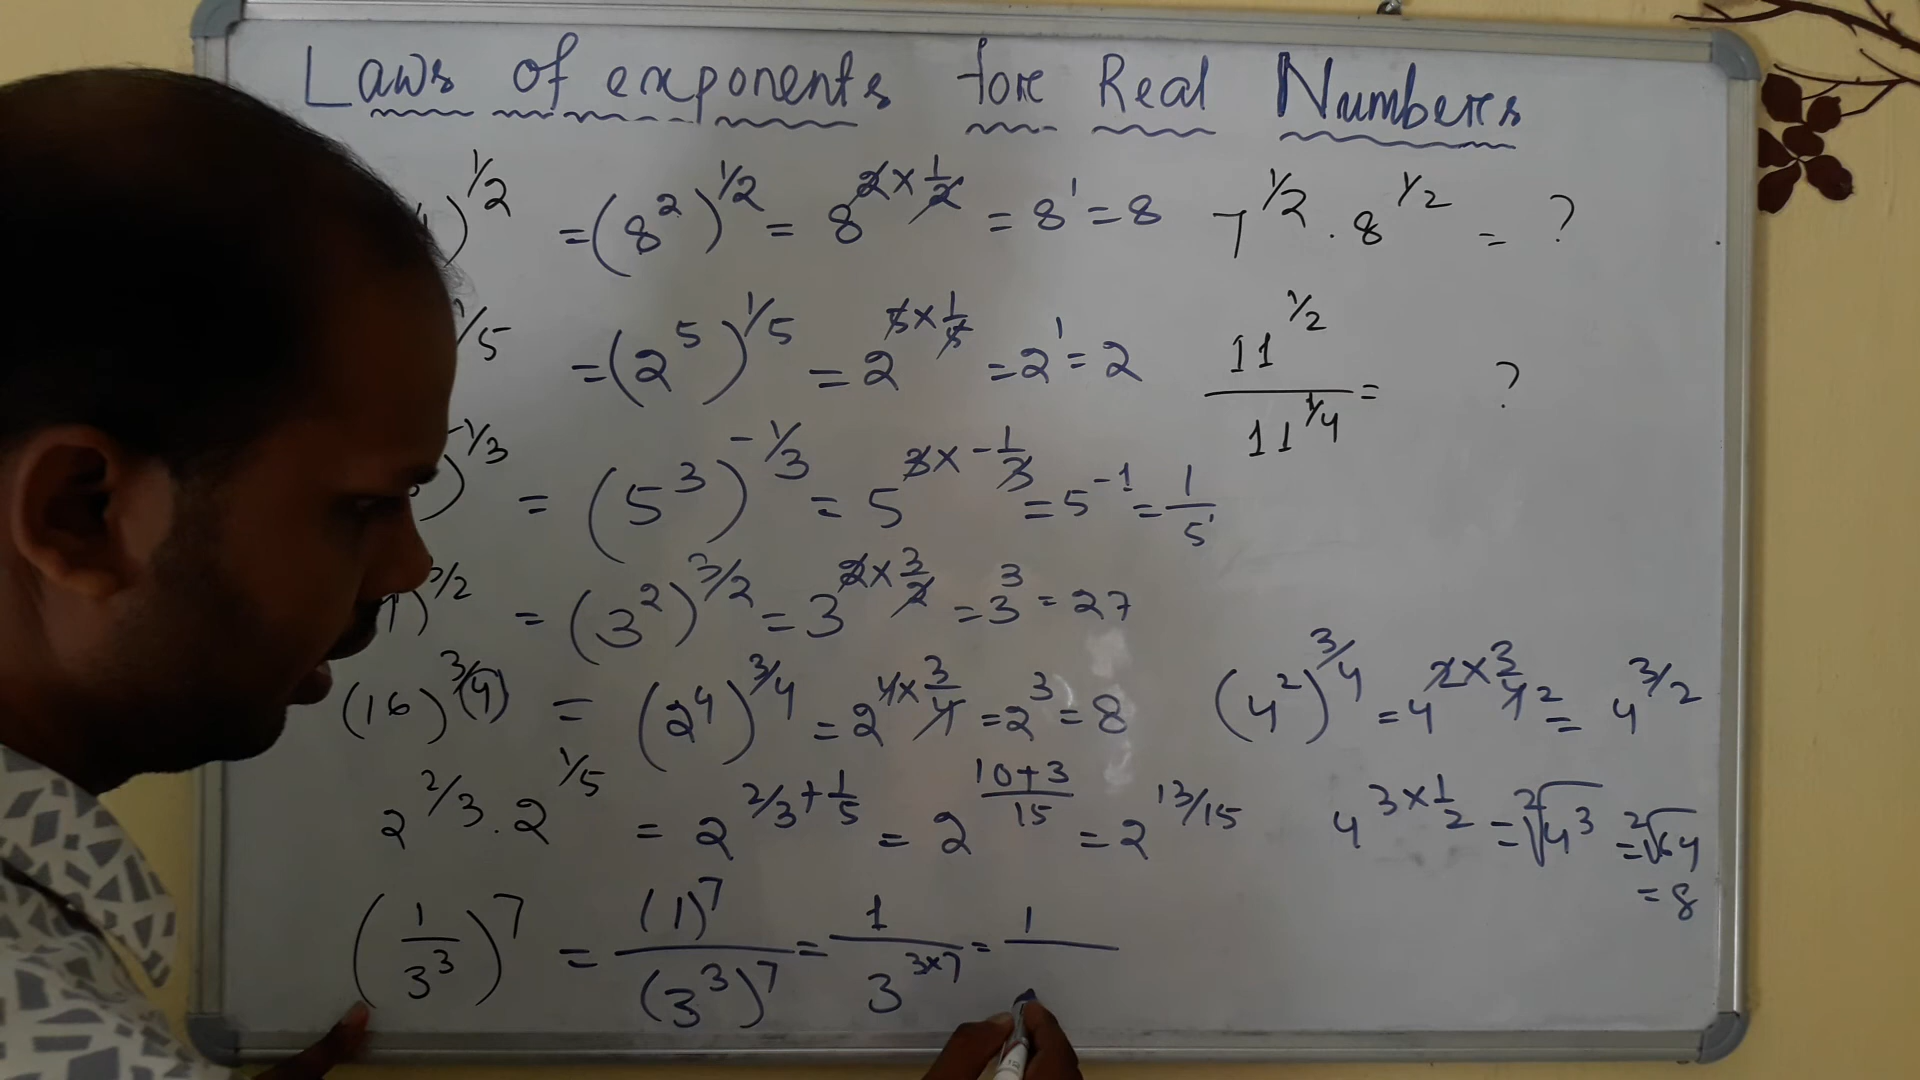 Laws of exponents for Real Numbers
)^1/2 = (8^2)^1/2 = 8^2×1/2 = 8^1 = 8
7^1/2 . 8^1/2 = ?
1/5 = (2^5)^1/5 = 2^5×1/5 = 2^1 = 2
11^1/2 / 11^1/4 = ?
)^-1/3 = (5^3)^-1/3 = 5^3×-1/3 = 5^-1 = 1/5^1
)^3/2 = (3^2)^3/2 = 3^2×3/2 = 3^3 = 27
(16)^3/(4) = (2^4)^3/4 = 2^4×3/4 = 2^3 = 8
(4^2)^3/4 = 4^2×3/4 2 = 4^3/2
2^2/3 . 2^1/5 = 2^2/3+1/5 = 2^10+3/15 = 2^13/15
4^3×1/2 = 2√4^3 = 2√64
= 8
(1/3^3)^7 = (1)^7/(3^3)^7 = 1/3^3×7 = 1/